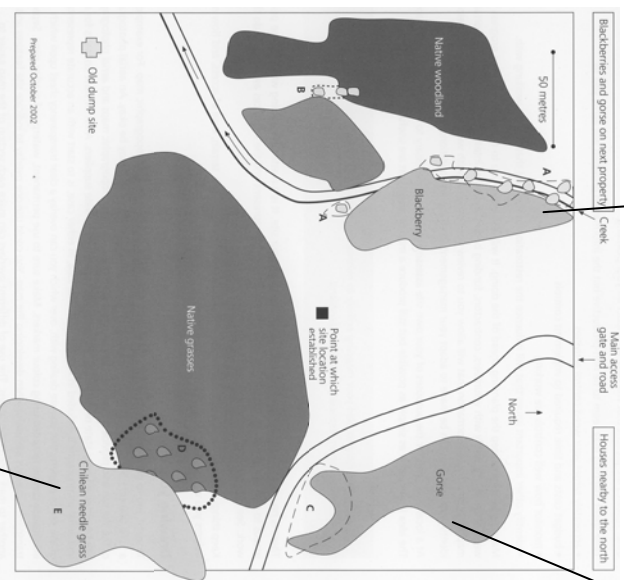 Blackberries and gorse on next property
Creek
Main access
gate and road
Houses nearby to the north
50 metres
Native woodland
A
B
Blackberry
A
North
Gorse
Point at which
site location
established
C
Native grasses
D
Chilean needle grass
E
Old dump site
Prepared October 2002